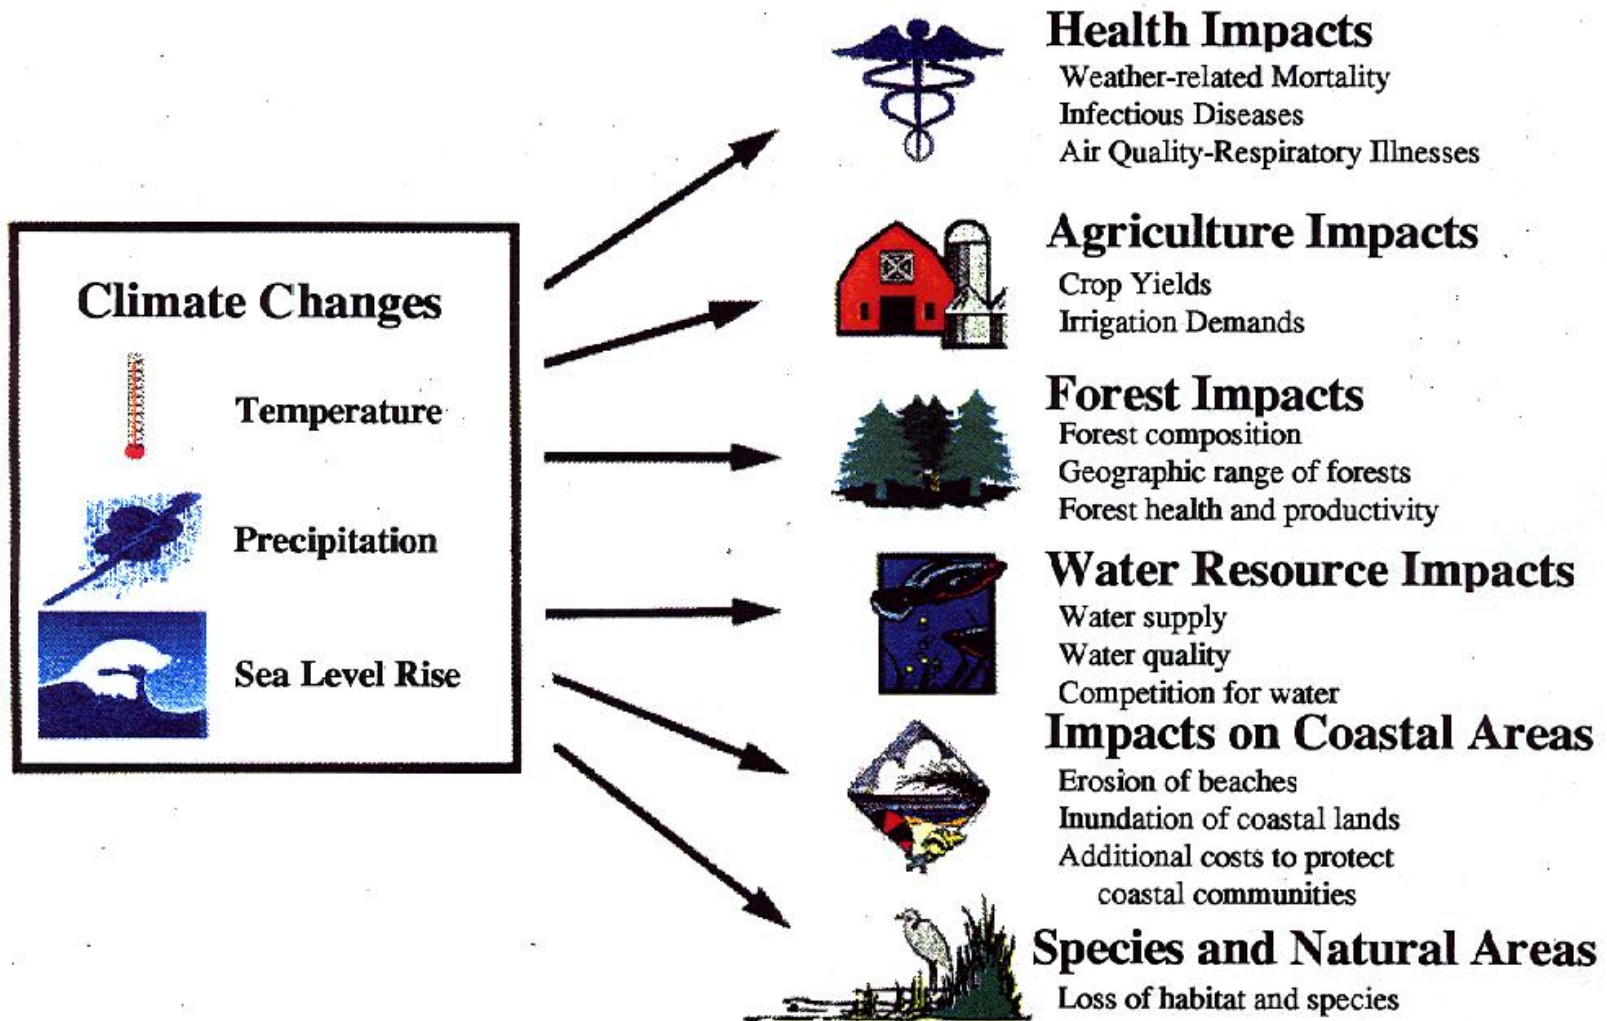 Climate Changes
Temperature
Precipitation
Sea Level Rise
Health Impacts
Weather-related Mortality
Infectious Diseases
Air Quality-Respiratory Illnesses
Agriculture Impacts
Crop Yields
Irrigation Demands
Forest Impacts
Forest composition
Geographic range of forests
Forest health and productivity
Water Resource Impacts
Water supply
Water quality
Competition for water
Impacts on Coastal Areas
Erosion of beaches
Inundation of coastal lands
Additional costs to protect
coastal communities
Species and Natural Areas
Loss of habitat and species